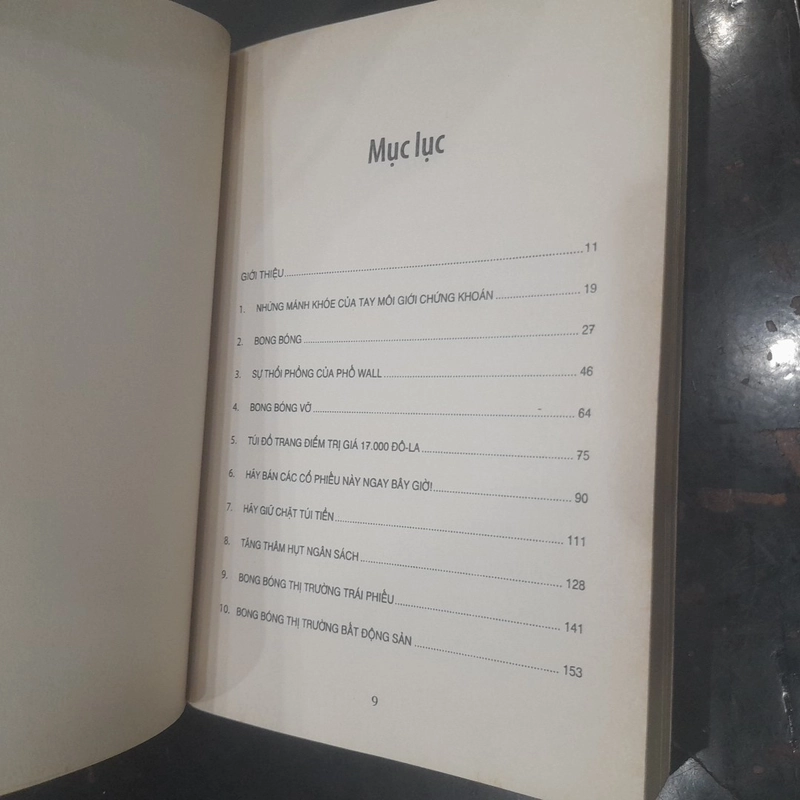 Mục lục
GIỚI THIỆU 11
1. NHỮNG MÁNH KHÓE CỦA TAY MÔI GIỚI CHỨNG KHOÁN 19
2. BONG BÓNG 27
3. SỰ THỔI PHỒNG CỦA PHỐ WALL 46
4. BONG BÓNG VỠ 64
5. TÚI ĐỒ TRANG ĐIỂM TRỊ GIÁ 17.000 ĐÔ-LA 75
6. HÃY BÁN CÁC CỔ PHIẾU NÀY NGAY BÂY GIỜ! 90
7. HÃY GIỮ CHẶT TÚI TIỀN 111
8. TĂNG THÂM HỤT NGÂN SÁCH 128
9. BONG BÓNG THỊ TRƯỜNG TRÁI PHIẾU 141
10. BONG BÓNG THỊ TRƯỜNG BẤT ĐỘNG SẢN 153
9